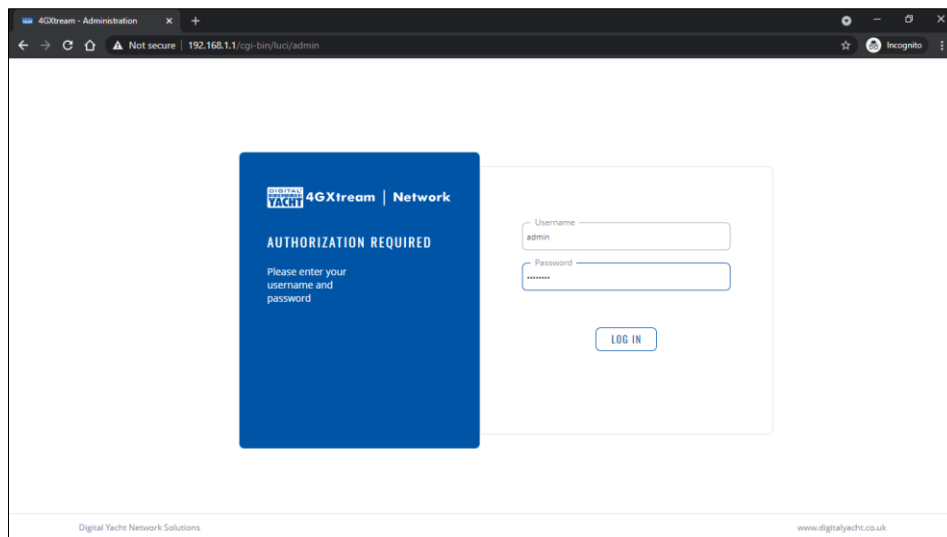 4GXtream - Administration
Not secure | 192.168.1.1/cgi-bin/luci/admin
Incognito
DIGITAL YACHT 4GXtream | Network
AUTHORIZATION REQUIRED
Please enter your
username and
password
Username
admin
Password
••••••••
LOG IN
Digital Yacht Network Solutions
www.digitalyacht.co.uk